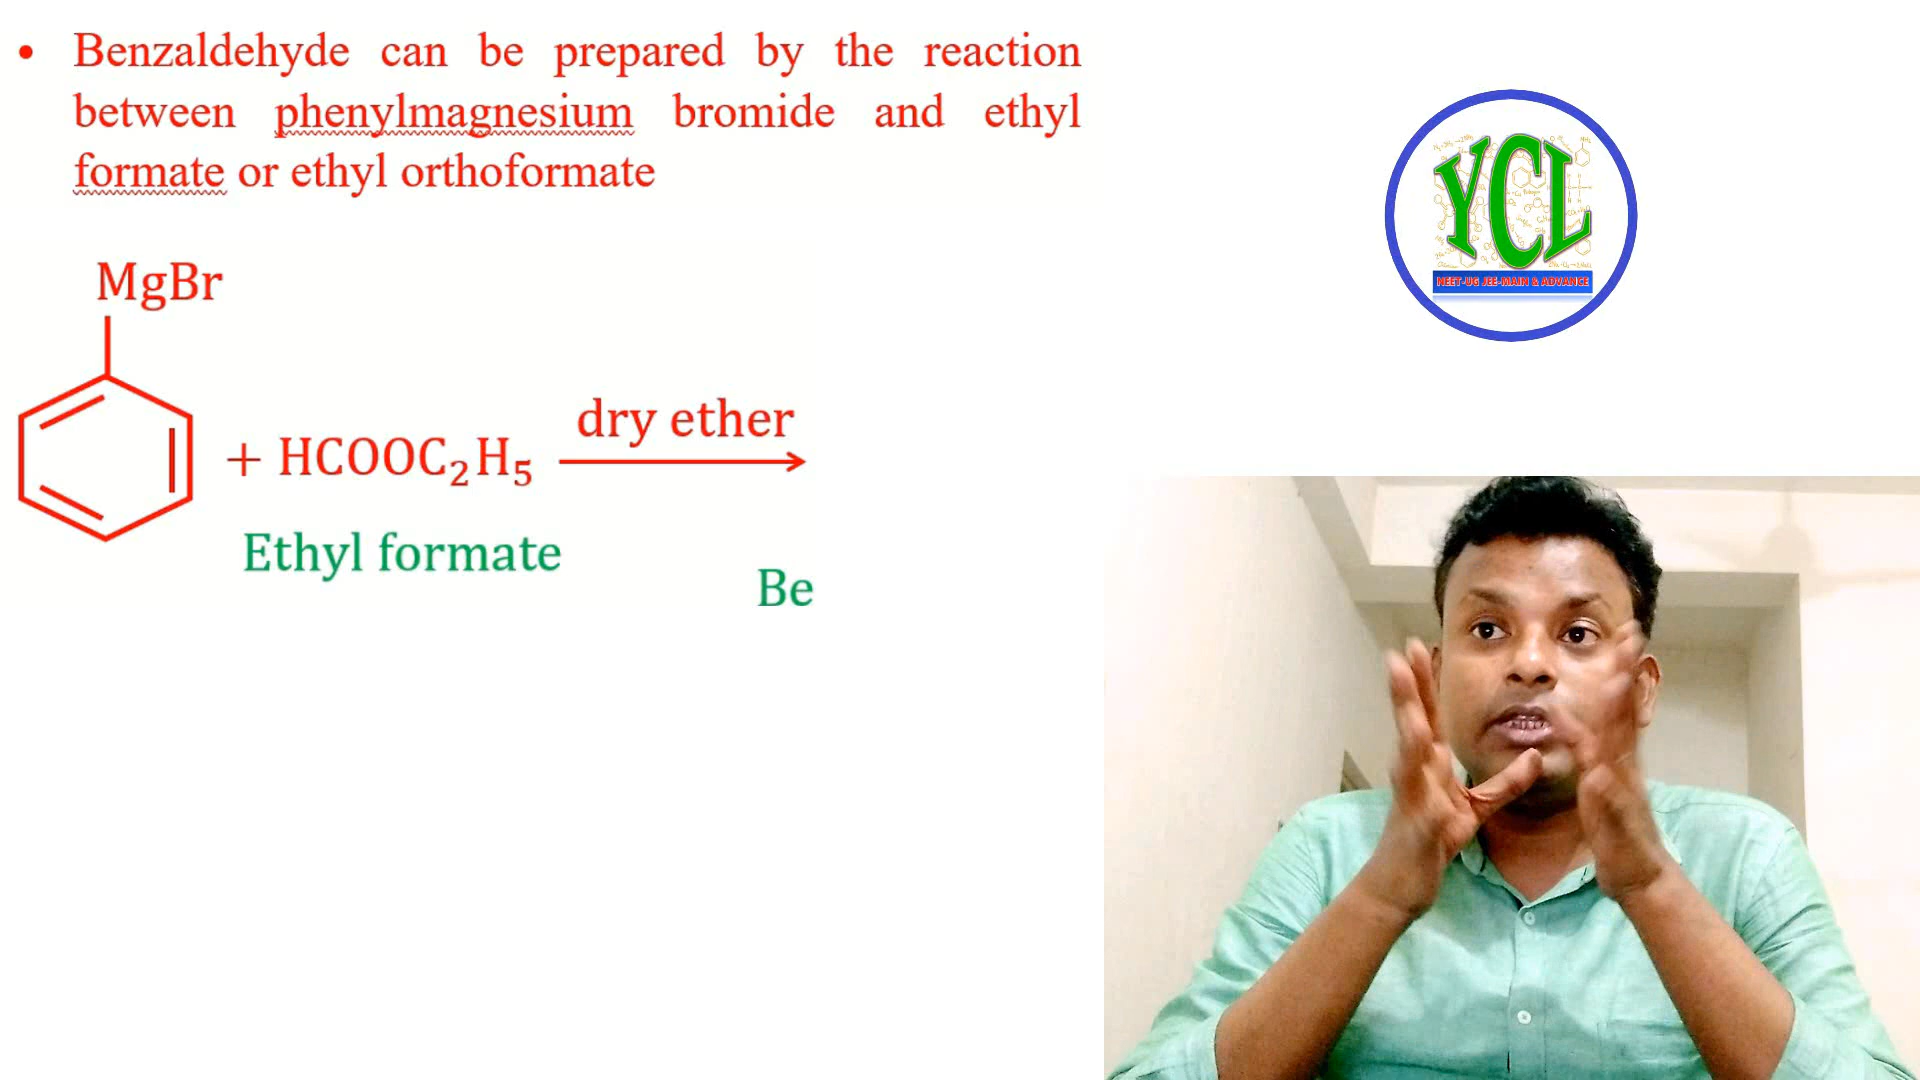 • Benzaldehyde can be prepared by the reaction
between phenylmagnesium bromide and ethyl
formate or ethyl orthoformate
YCL
NEET-UG JEE-MAIN & ADVANCE
MgBr
dry ether
+ HCOOC₂H₅
Ethyl formate
Be